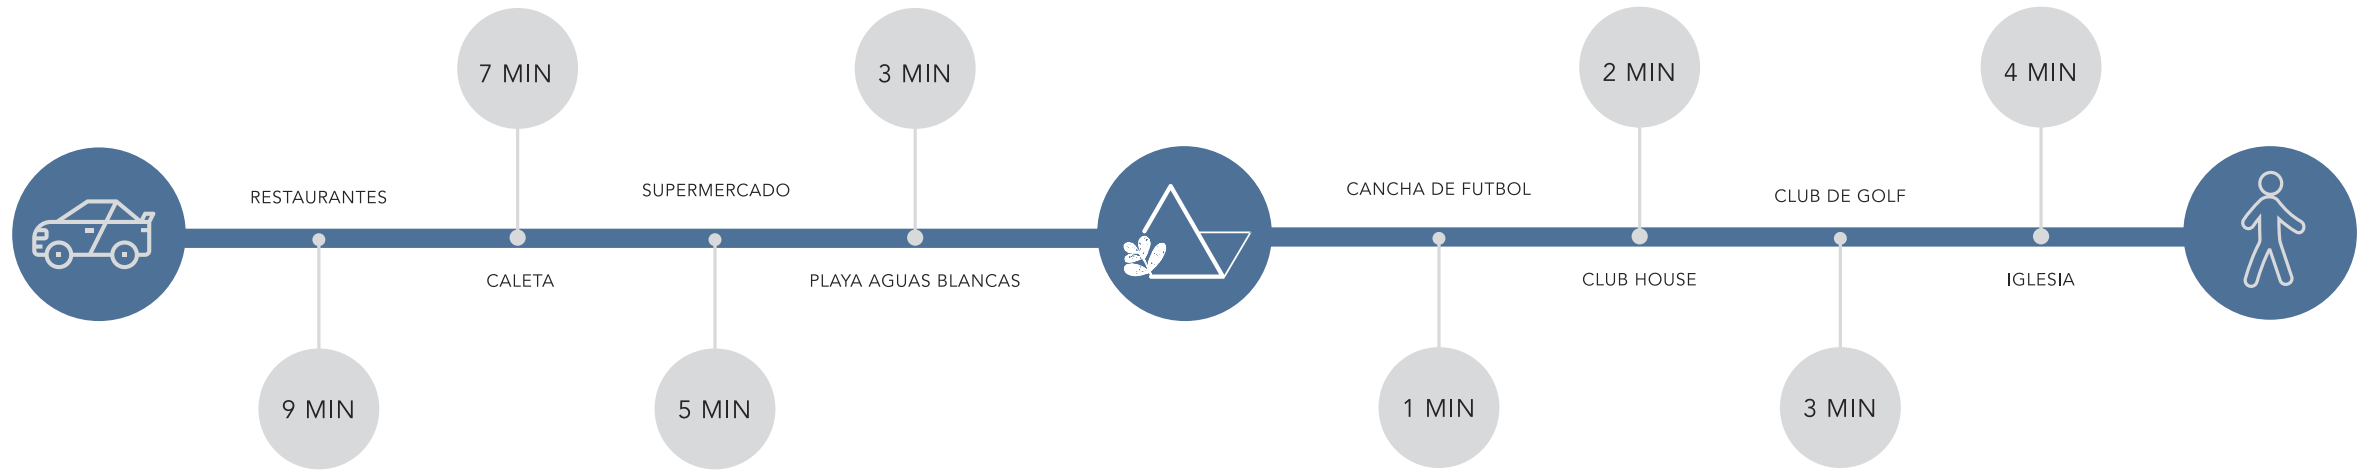 RESTAURANTES
9 MIN
7 MIN
CALETA
SUPERMERCADO
5 MIN
3 MIN
PLAYA AGUAS BLANCAS
CANCHA DE FUTBOL
1 MIN
2 MIN
CLUB HOUSE
CLUB DE GOLF
3 MIN
4 MIN
IGLESIA